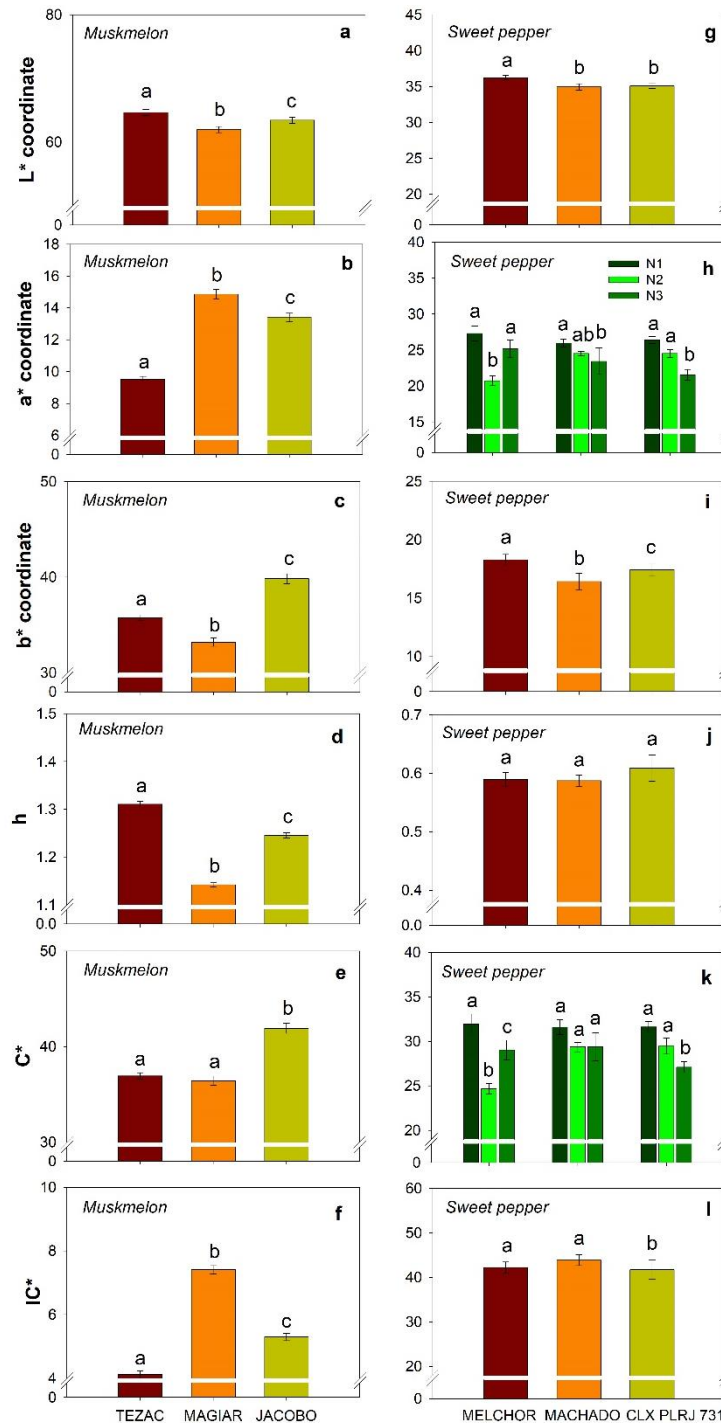 Muskmelon
a
L* coordinate
80
60
0
a
b
c
Sweet pepper
g
40
35
30
25
20
0
a
b
b
Muskmelon
b
a* coordinate
18
16
14
12
10
8
6
0
a
b
c
Sweet pepper
h
N1
N2
N3
40
35
30
25
20
15
0
a
b
a
a
ab
b
a
a
b
Muskmelon
c
b* coordinate
50
40
30
0
a
b
c
Sweet pepper
i
25
20
15
10
0
a
b
c
Muskmelon
d
h
1.5
1.4
1.3
1.2
1.1
0.0
a
b
c
Sweet pepper
j
0.7
0.6
0.5
0.4
0.0
a
a
a
Muskmelon
e
C*
50
40
30
0
a
a
b
Sweet pepper
k
40
35
30
25
20
0
a
b
c
a
a
a
a
a
b
Muskmelon
f
IC*
10
8
6
4
0
a
b
c
TEZAC MAGIAR JACOBO
Sweet pepper
l
60
50
40
30
20
0
a
a
b
MELCHOR MACHADO CLX PLRJ 731